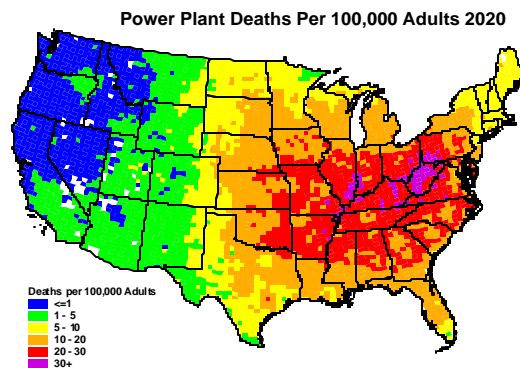 Power Plant Deaths Per 100,000 Adults 2020
Deaths per 100,000 Adults
<=1
1 - 5
5 - 10
10 - 20
20 - 30
30+